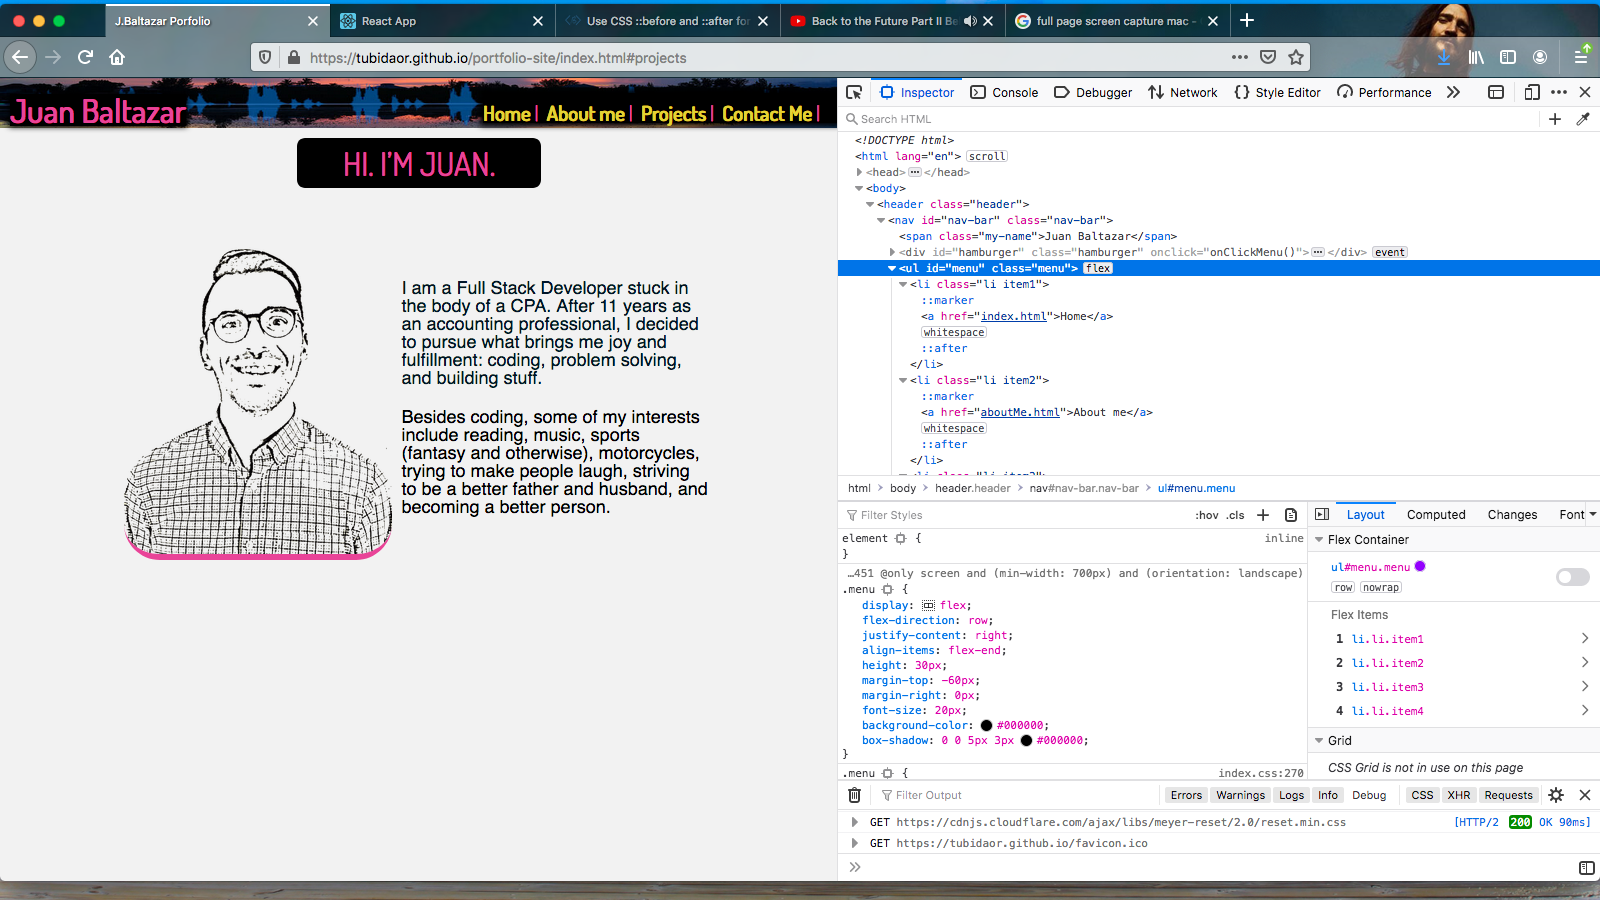 J.Baltazar Porfolio
React App
Use CSS ::before and ::after for
Back to the Future Part II Be
full page screen capture mac -
https://tubidaor.github.io/portfolio-site/index.html#projects
Juan Baltazar
Home | About me | Projects | Contact Me |
HI. I'M JUAN.
I am a Full Stack Developer stuck in
the body of a CPA. After 11 years as
an accounting professional, I decided
to pursue what brings me joy and
fulfillment: coding, problem solving,
and building stuff.
Besides coding, some of my interests
include reading, music, sports
(fantasy and otherwise), motorcycles,
trying to make people laugh, striving
to be a better father and husband, and
becoming a better person.
Inspector Console Debugger Network Style Editor Performance
Search HTML
<!DOCTYPE html>
<html lang="en"> scroll
<head>···</head>
<body>
<header class="header">
<nav id="nav-bar" class="nav-bar">
<span class="my-name">Juan Baltazar</span>
<div id="hamburger" class="hamburger" onclick="onClickMenu()">···</div> event
<ul id="menu" class="menu"> flex
<li class="li item1">
::marker
<a href="index.html">Home</a>
whitespace
::after
</li>
<li class="li item2">
::marker
<a href="aboutMe.html">About me</a>
whitespace
::after
</li>
<li class="li item3">
html > body > header.header > nav#nav-bar.nav-bar > ul#menu.menu
Filter Styles :hov .cls +
element {
inline
}
…451 @only screen and (min-width: 700px) and (orientation: landscape)
.menu {
display: flex;
flex-direction: row;
justify-content: right;
align-items: flex-end;
height: 30px;
margin-top: -60px;
margin-right: 0px;
font-size: 20px;
background-color: #000000;
box-shadow: 0 0 5px 3px #000000;
}
.menu {
index.css:270
Layout Computed Changes Font
Flex Container
ul#menu.menu
row nowrap
Flex Items
1 li.li.item1
2 li.li.item2
3 li.li.item3
4 li.li.item4
Grid
CSS Grid is not in use on this page
Filter Output Errors Warnings Logs Info Debug CSS XHR Requests
GET https://cdnjs.cloudflare.com/ajax/libs/meyer-reset/2.0/reset.min.css [HTTP/2 200 OK 90ms]
GET https://tubidaor.github.io/favicon.ico